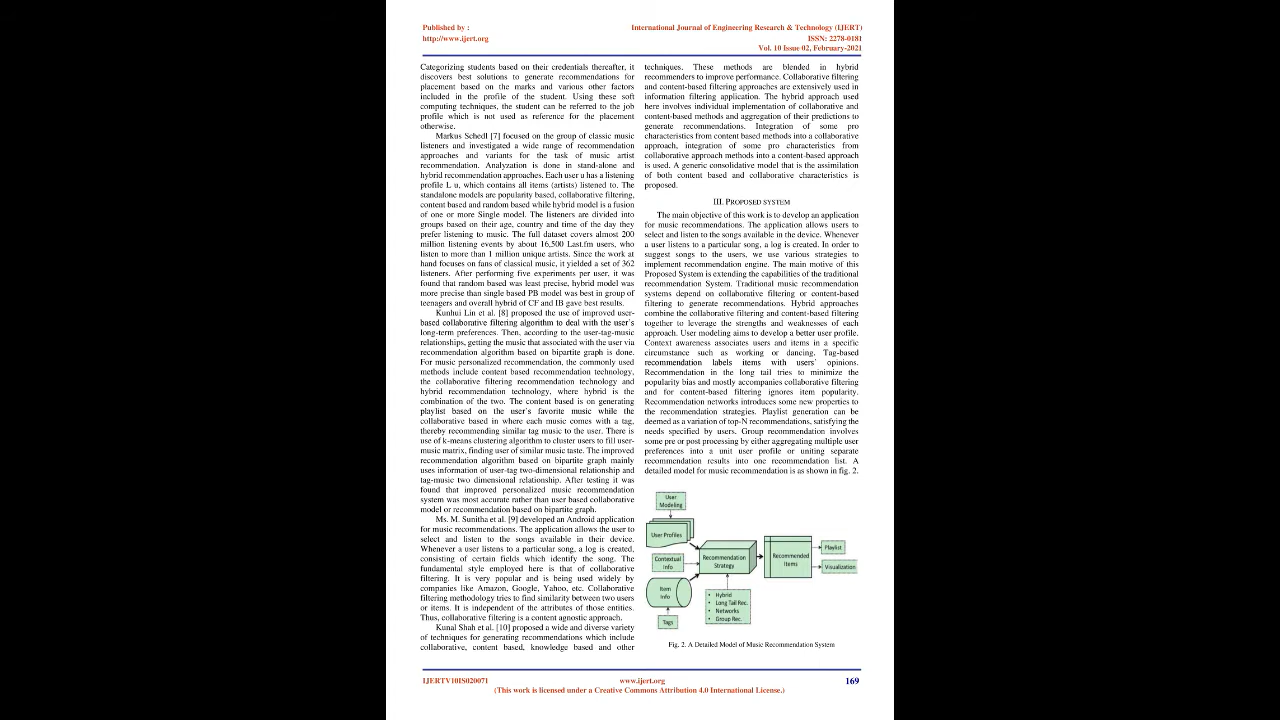 Published by :
http://www.ijert.org
International Journal of Engineering Research & Technology (IJERT)
ISSN: 2278-0181
Vol. 10 Issue 02, February-2021
Categorizing students based on their credentials thereafter, it
discovers best solutions to generate recommendations for
placement based on the marks and various other factors
included in the profile of the student. Using these soft
computing techniques, the student can be referred to the job
profile which is not used as reference for the placement
otherwise.
Markus Schedl [7] focused on the group of classic music
listeners and investigated a wide range of recommendation
approaches and variants for the task of music artist
recommendation. Analyzation is done in stand-alone and
hybrid recommendation approaches. Each user u has a listening
profile L u, which contains all items (artists) listened to. The
standalone models are popularity based, collaborative filtering,
content based and random based while hybrid model is a fusion
of one or more Single model. The listeners are divided into
groups based on their age, country and time of the day they
prefer listening to music. The full dataset covers almost 200
million listening events by about 16,500 Last.fm users, who
listen to more than 1 million unique artists. Since the work at
hand focuses on fans of classical music, it yielded a set of 362
listeners. After performing five experiments per user, it was
found that random based was least precise, hybrid model was
more precise than single based PB model was best in group of
teenagers and overall hybrid of CF and IB gave best results.
Kunhui Lin et al. [8] proposed the use of improved user-
based collaborative filtering algorithm to deal with the user's
long-term preferences. Then, according to the user-tag-music
relationships, getting the music that associated with the user via
recommendation algorithm based on bipartite graph is done.
For music personalized recommendation, the commonly used
methods include content based recommendation technology,
the collaborative filtering recommendation technology and
hybrid recommendation technology, where hybrid is the
combination of the two. The content based is on generating
playlist based on the user's favorite music while the
collaborative based in where each music comes with a tag,
thereby recommending similar tag music to the user. There is
use of k-means clustering algorithm to cluster users to fill user-
music matrix, finding user of similar music taste. The improved
recommendation algorithm based on bipartite graph mainly
uses information of user-tag two-dimensional relationship and
tag-music two dimensional relationship. After testing it was
found that improved personalized music recommendation
system was most accurate rather than user based collaborative
model or recommendation based on bipartite graph.
Ms. M. Sunitha et al. [9] developed an Android application
for music recommendations. The application allows the user to
select and listen to the songs available in their device.
Whenever a user listens to a particular song, a log is created,
consisting of certain fields which identify the song. The
fundamental style employed here is that of collaborative
filtering. It is very popular and is being used widely by
companies like Amazon, Google, Yahoo, etc. Collaborative
filtering methodology tries to find similarity between two users
or items. It is independent of the attributes of those entities.
Thus, collaborative filtering is a content agnostic approach.
Kunal Shah et al. [10] proposed a wide and diverse variety
of techniques for generating recommendations which include
collaborative, content based, knowledge based and other
techniques. These methods are blended in hybrid
recommenders to improve performance. Collaborative filtering
and content-based filtering approaches are extensively used in
information filtering application. The hybrid approach used
here involves individual implementation of collaborative and
content-based methods and aggregation of their predictions to
generate recommendations. Integration of some pro
characteristics from content based methods into a collaborative
approach, integration of some pro characteristics from
collaborative approach methods into a content-based approach
is used. A generic consolidative model that is the assimilation
of both content based and collaborative characteristics is
proposed.
III. PROPOSED SYSTEM
The main objective of this work is to develop an application
for music recommendations. The application allows users to
select and listen to the songs available in the device. Whenever
a user listens to a particular song, a log is created. In order to
suggest songs to the users, we use various strategies to
implement recommendation engine. The main motive of this
Proposed System is extending the capabilities of the traditional
recommendation System. Traditional music recommendation
systems depend on collaborative filtering or content-based
filtering to generate recommendations. Hybrid approaches
combine the collaborative filtering and content-based filtering
together to leverage the strengths and weaknesses of each
approach. User modeling aims to develop a better user profile.
Context awareness associates users and items in a specific
circumstance such as working or dancing. Tag-based
recommendation labels items with users' opinions.
Recommendation in the long tail tries to minimize the
popularity bias and mostly accompanies collaborative filtering
and for content-based filtering ignores item popularity.
Recommendation networks introduces some new properties to
the recommendation strategies. Playlist generation can be
deemed as a variation of top-N recommendations, satisfying the
needs specified by users. Group recommendation involves
some pre or post processing by either aggregating multiple user
preferences into a unit user profile or uniting separate
recommendation results into one recommendation list. A
detailed model for music recommendation is as shown in fig. 2.
User
Modeling
User Profiles
Contextual
Info
Item
Info
Tags
Recommendation
Strategy
• Hybrid
• Long Tail Rec.
• Networks
• Group Rec.
Recommended
Items
Playlist
Visualization
Fig. 2. A Detailed Model of Music Recommendation System
IJERTV10IS020071
www.ijert.org
169
(This work is licensed under a Creative Commons Attribution 4.0 International License.)